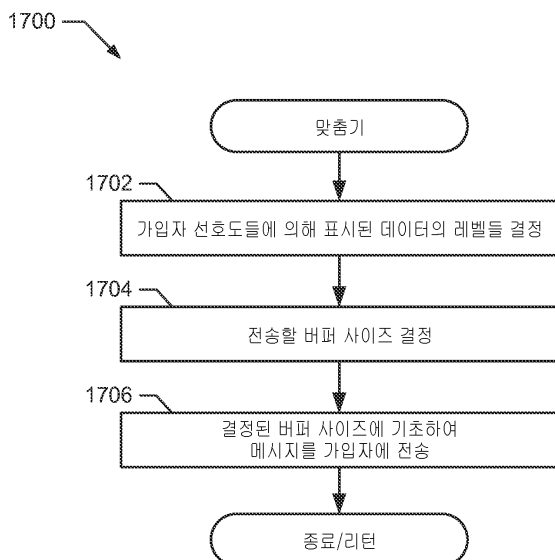 1700
맞춤기
1702
가입자 선호도들에 의해 표시된 데이터의 레벨들 결정
1704
전송할 버퍼 사이즈 결정
1706
결정된 버퍼 사이즈에 기초하여
메시지를 가입자에 전송
종료/리턴